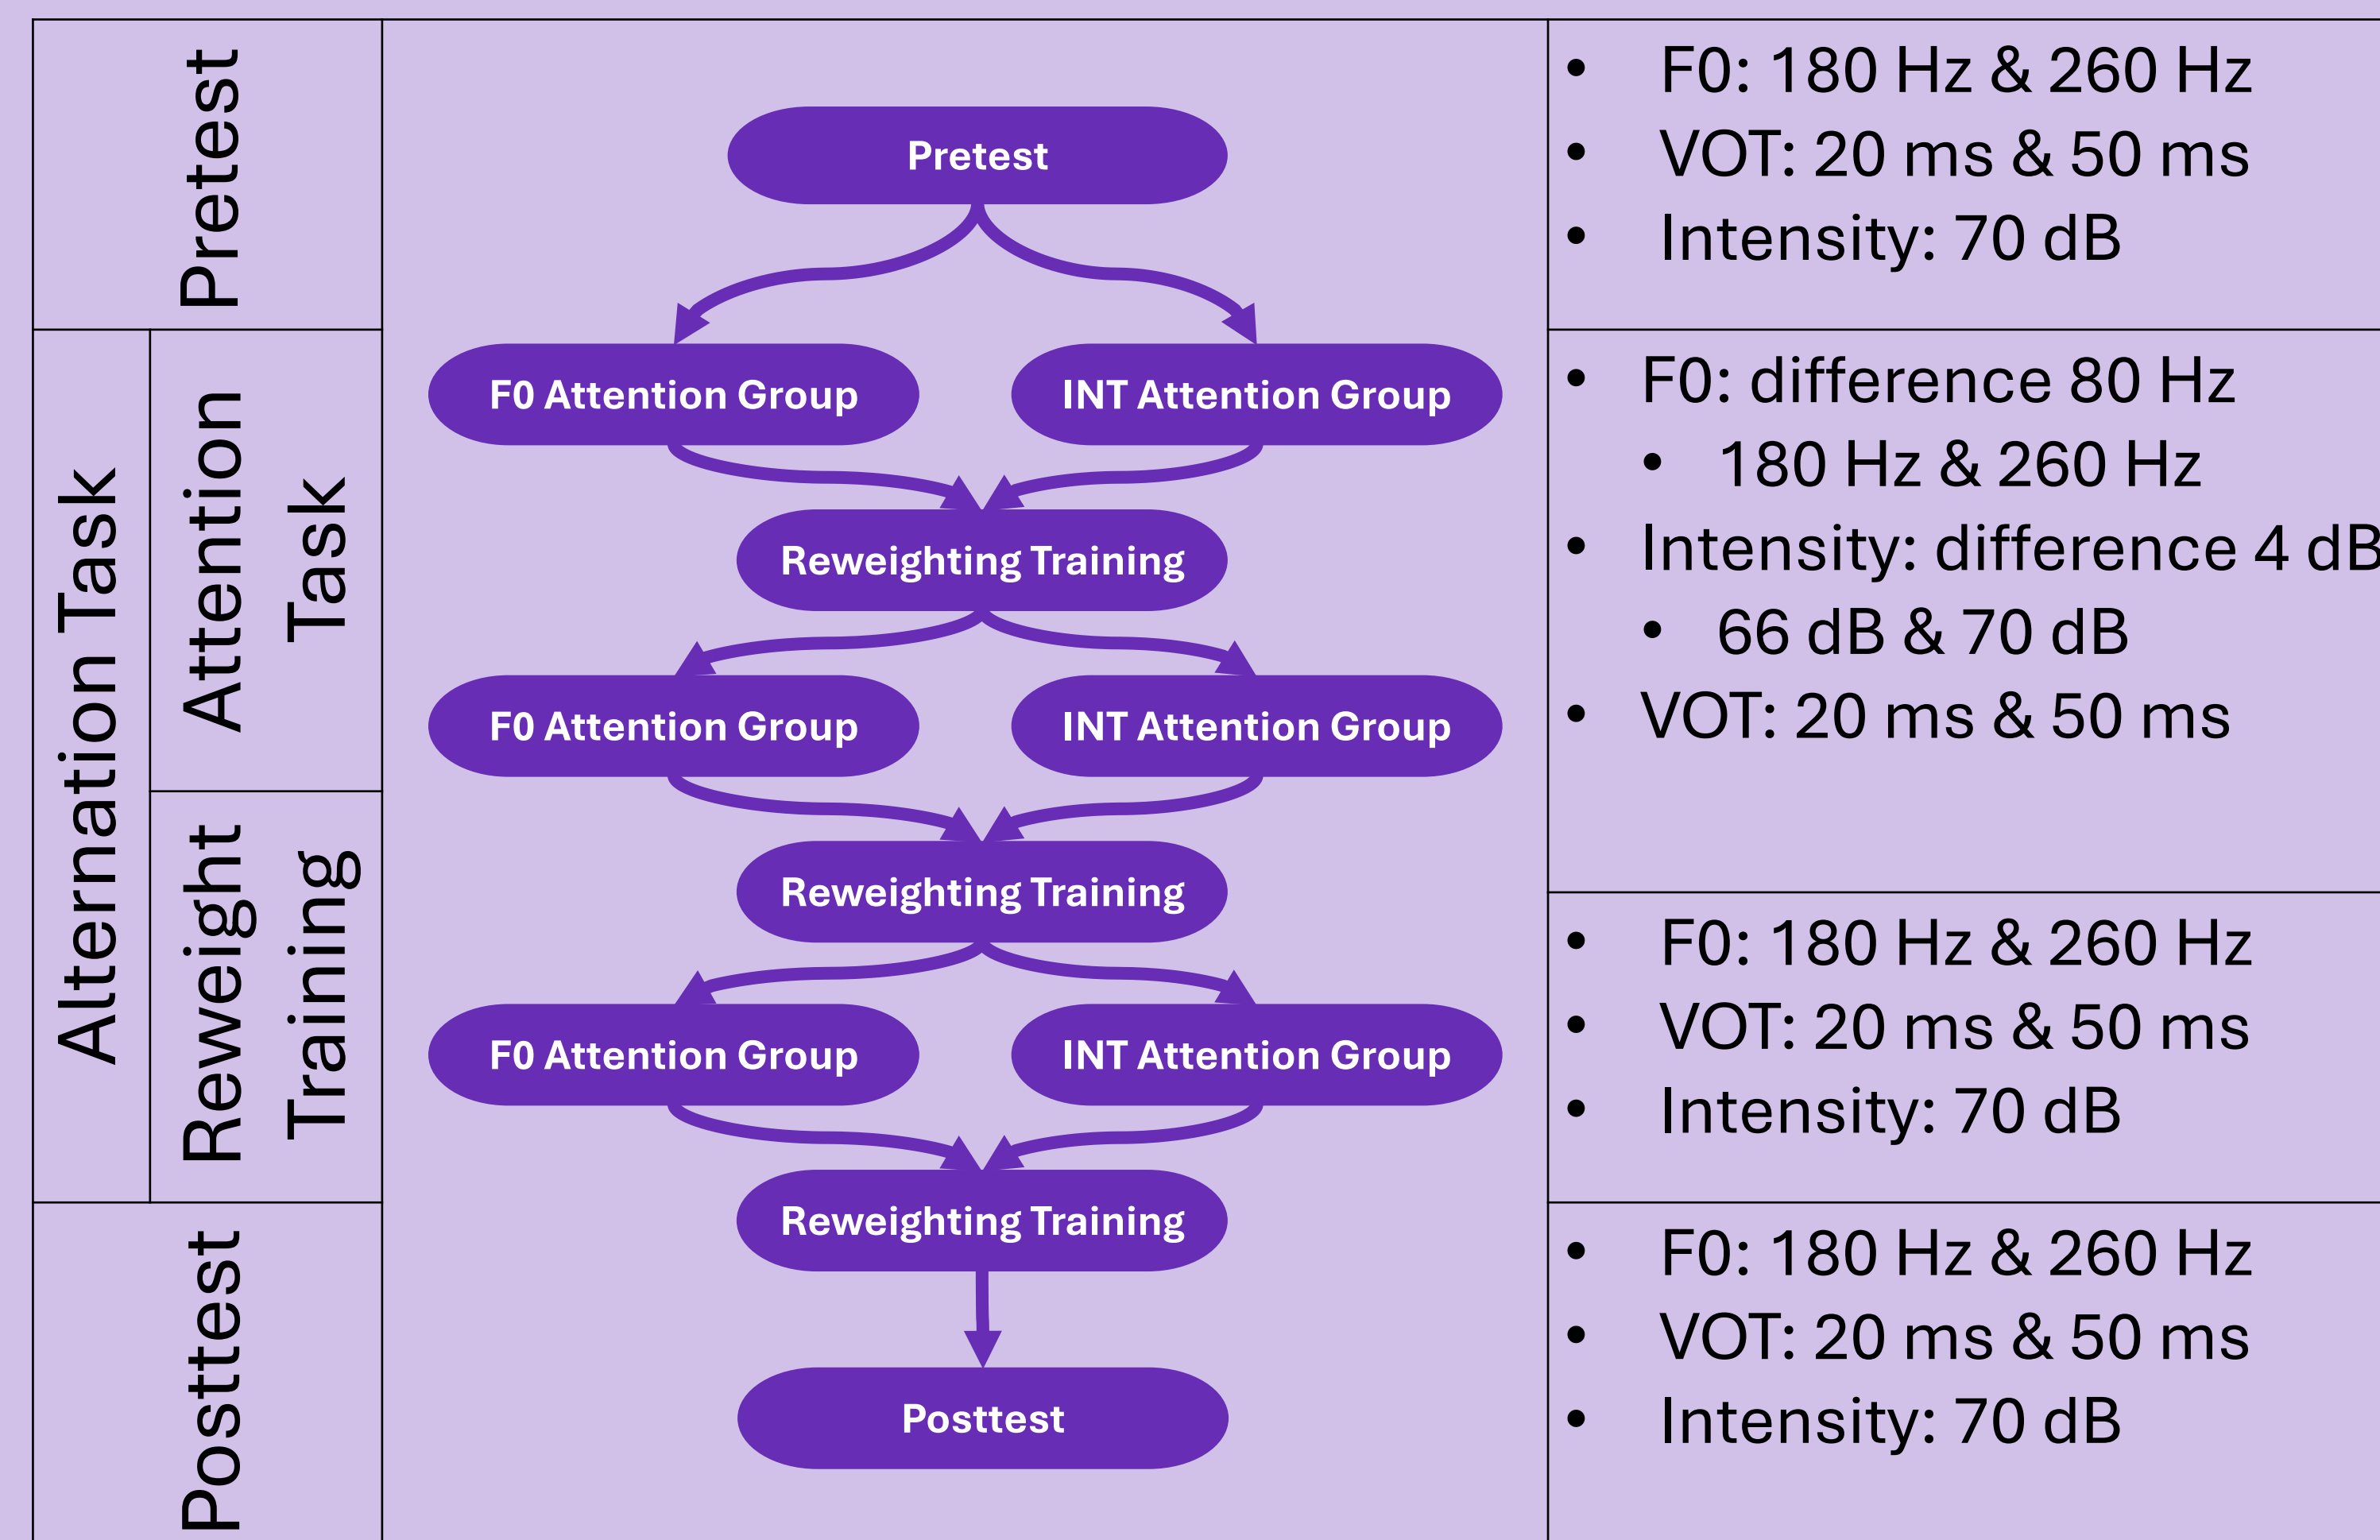 Pretest
Alternation Task
Attention
Task
Reweight
Training
Posttest
Pretest
F0 Attention Group
INT Attention Group
Reweighting Training
F0 Attention Group
INT Attention Group
Reweighting Training
F0 Attention Group
INT Attention Group
Reweighting Training
Posttest
• F0: 180 Hz & 260 Hz
• VOT: 20 ms & 50 ms
• Intensity: 70 dB
• F0: difference 80 Hz
• 180 Hz & 260 Hz
• Intensity: difference 4 dB
• 66 dB & 70 dB
• VOT: 20 ms & 50 ms
• F0: 180 Hz & 260 Hz
• VOT: 20 ms & 50 ms
• Intensity: 70 dB
• F0: 180 Hz & 260 Hz
• VOT: 20 ms & 50 ms
• Intensity: 70 dB